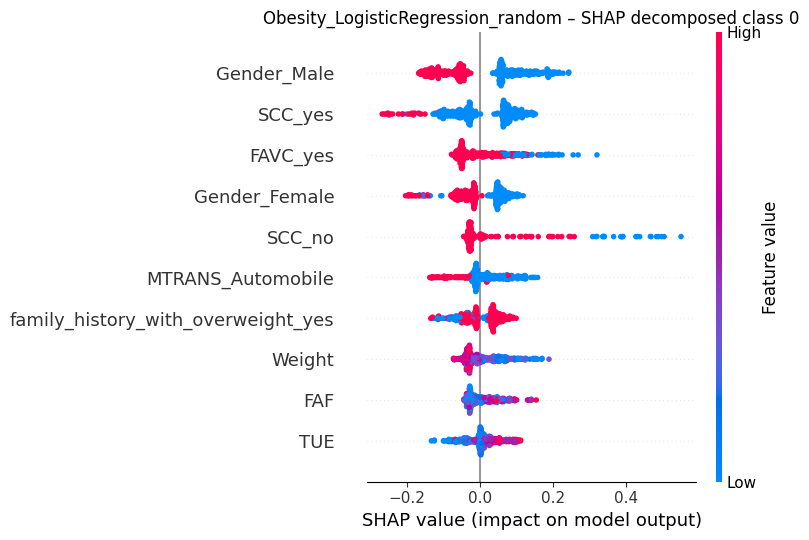 Obesity_LogisticRegression_random – SHAP decomposed class 0
High
Gender_Male
SCC_yes
FAVC_yes
Gender_Female
SCC_no
MTRANS_Automobile
family_history_with_overweight_yes
Weight
FAF
TUE
Feature value
Low
−0.2 0.0 0.2 0.4
SHAP value (impact on model output)